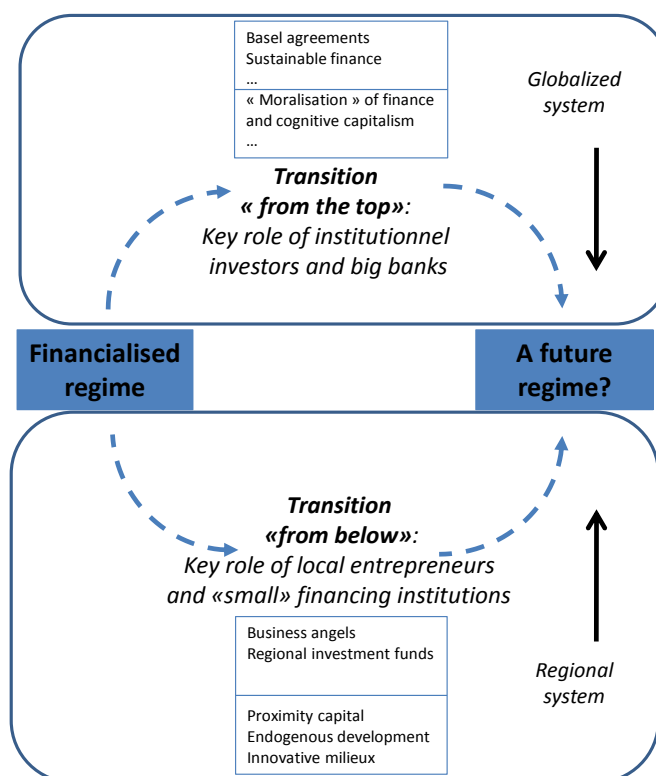 Basel agreements
Sustainable finance
…
« Moralisation » of finance
and cognitive capitalism
…
Globalized
system
Transition
« from the top»:
Key role of institutionnel
investors and big banks
Financialised
regime
A future
regime?
Transition
«from below»:
Key role of local entrepreneurs
and «small» financing institutions
Business angels
Regional investment funds
Proximity capital
Endogenous development
Innovative milieux
Regional
system